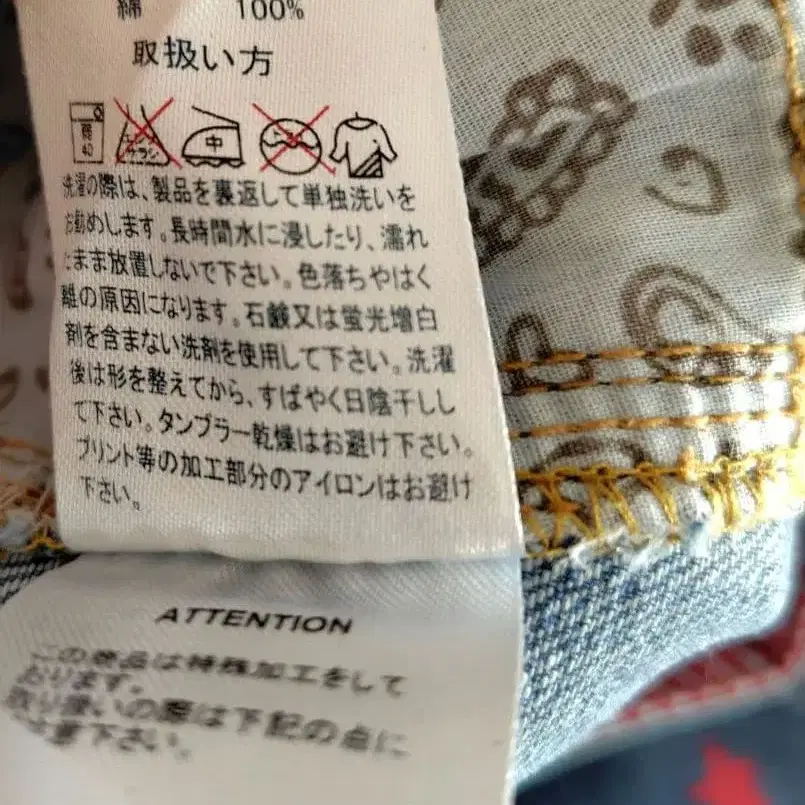 綿 100%
取扱い方
弱 40 エンソ サラシ 中
洗濯の際は、製品を裏返して単独洗いを
お勧めします。長時間水に浸したり、濡れ
たまま放置しないで下さい。色落ちやはく
離の原因になります。石鹸又は蛍光増白
剤を含まない洗剤を使用して下さい。洗濯
後は形を整えてから、すばやく日陰干しし
て下さい。タンブラー乾燥はお避け下さい。
プリント等の加工部分のアイロンはお避け
下さい。
ATTENTION
この商品は特殊加工をして
おります。
取り扱いの際は下記の点に
注意下さい。